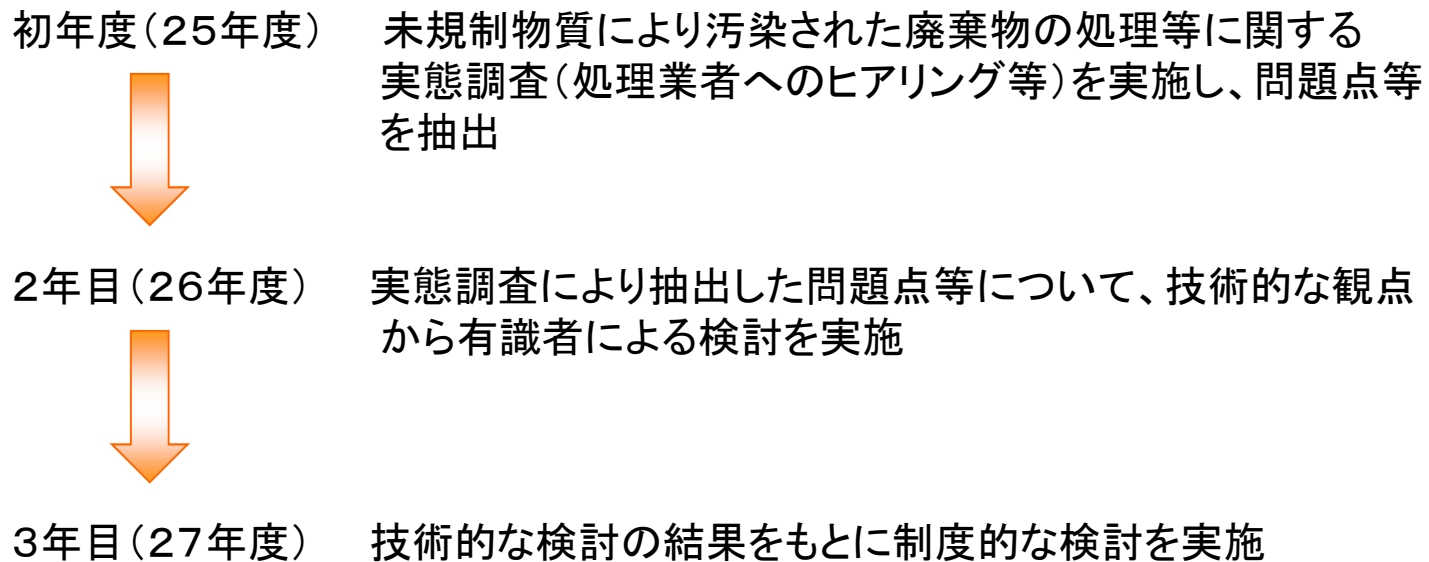 初年度(25年度)　未規制物質により汚染された廃棄物の処理等に関する
実態調査(処理業者へのヒアリング等)を実施し、問題点等
を抽出
2年目(26年度)　実態調査により抽出した問題点等について、技術的な観点
から有識者による検討を実施
3年目(27年度)　技術的な検討の結果をもとに制度的な検討を実施